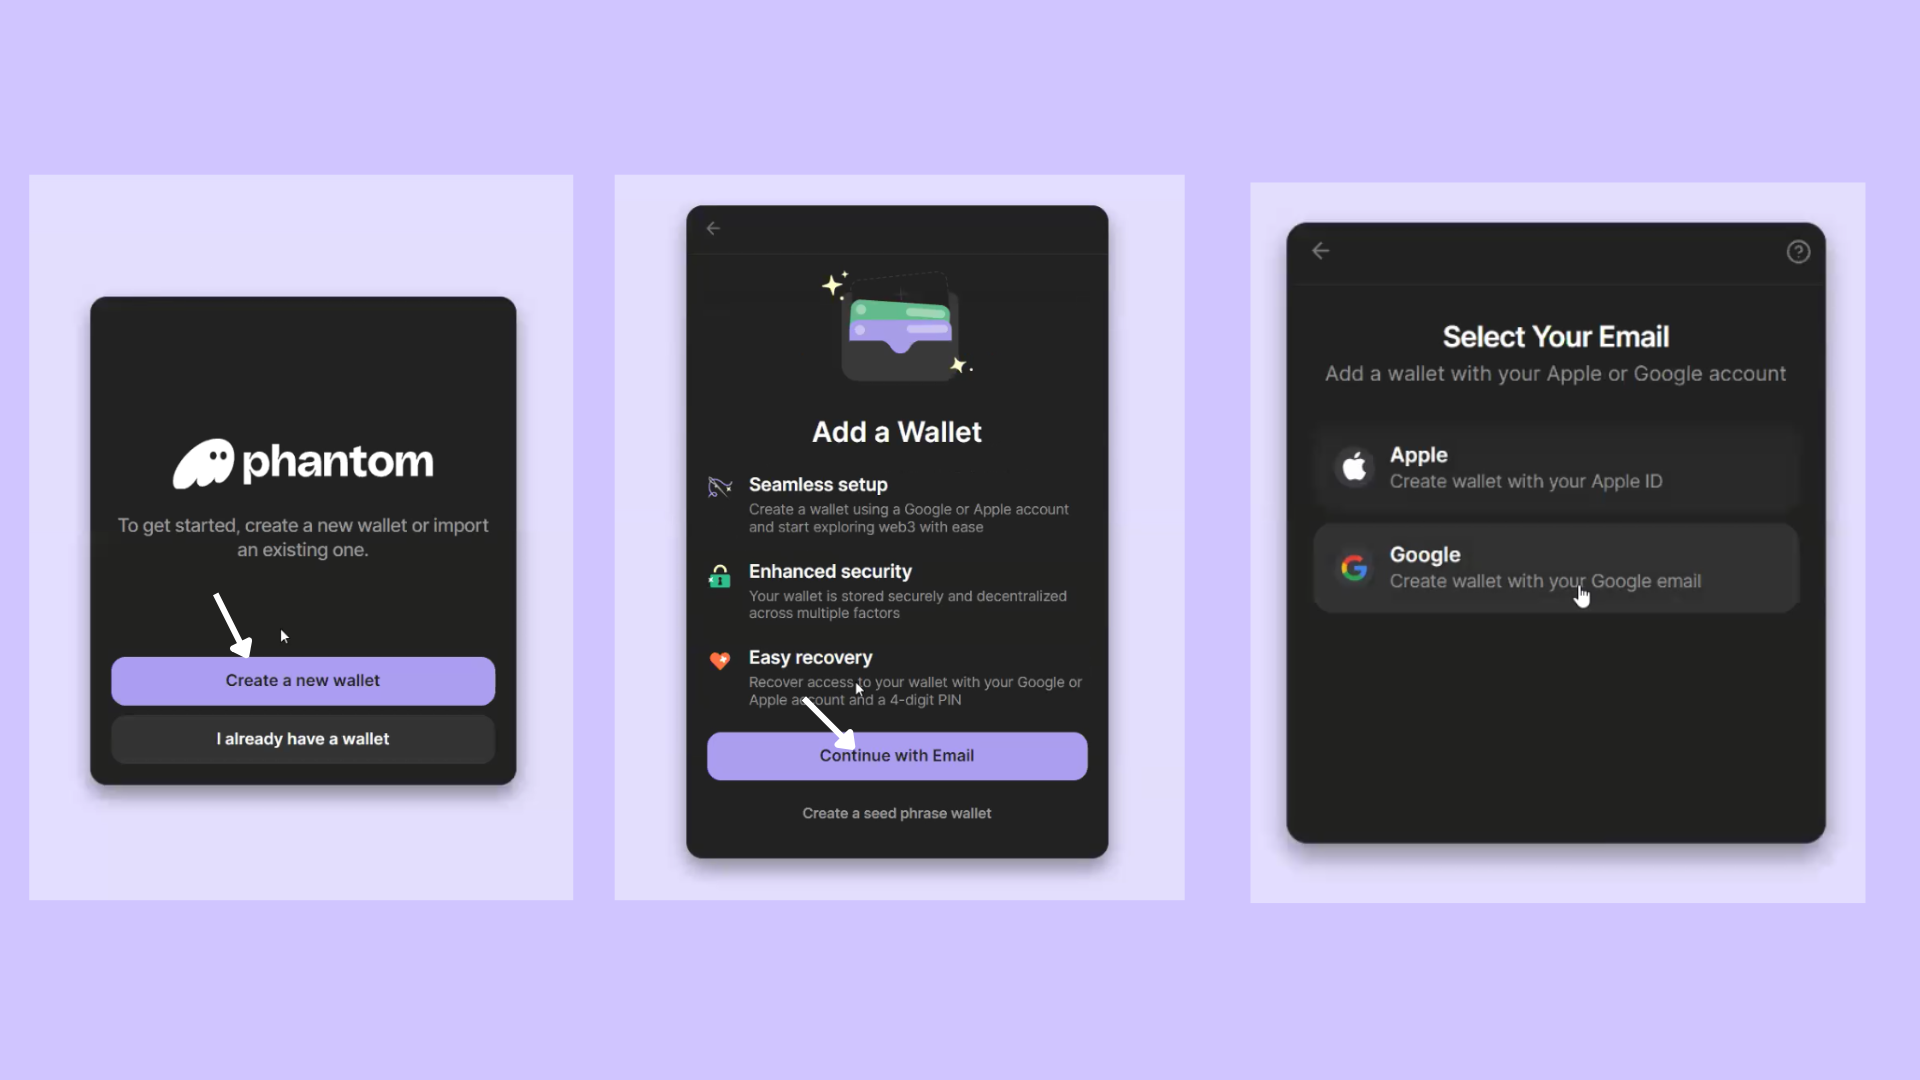 phantom
To get started, create a new wallet or import
an existing one.
Create a new wallet
I already have a wallet
Add a Wallet
Seamless setup
Create a wallet using a Google or Apple account
and start exploring web3 with ease
Enhanced security
Your wallet is stored securely and decentralized
across multiple factors
Easy recovery
Recover access to your wallet with your Google or
Apple account and a 4-digit PIN
Continue with Email
Create a seed phrase wallet
Select Your Email
Add a wallet with your Apple or Google account
Apple
Create wallet with your Apple ID
Google
Create wallet with your Google email